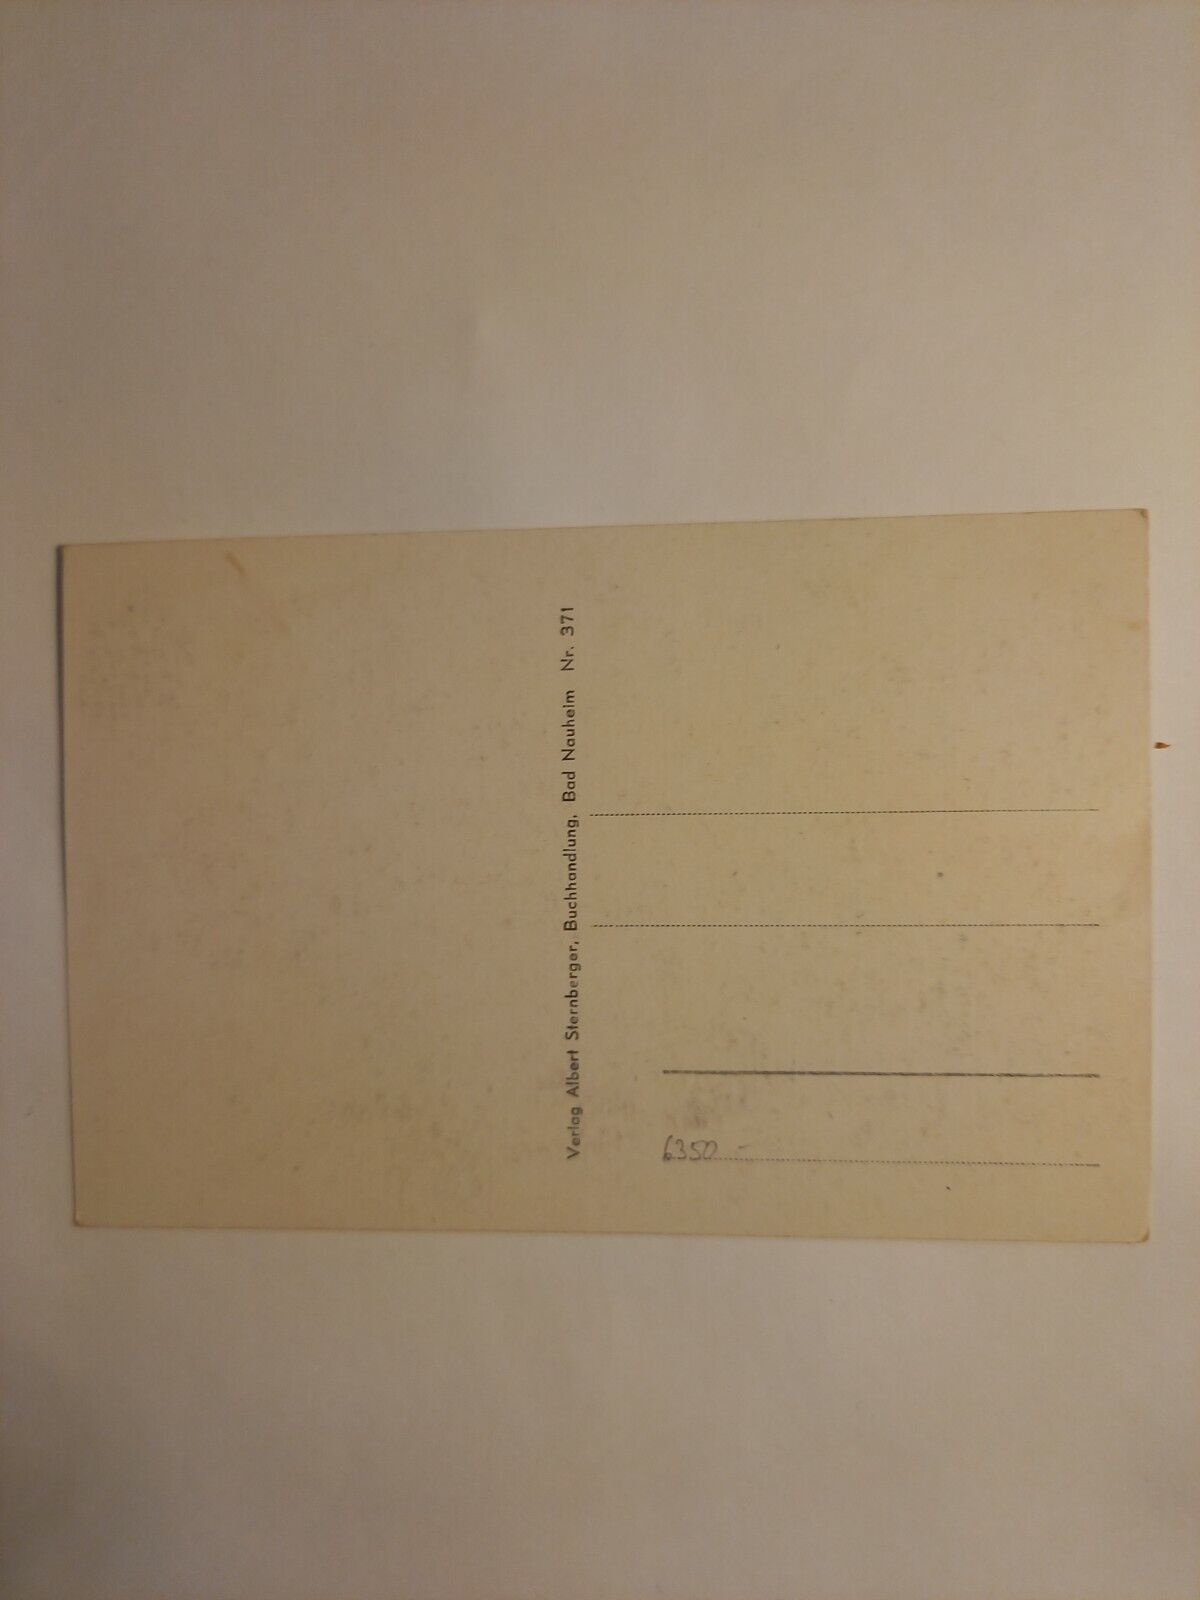 Verlag Albert Sternberger, Buchhandlung, Bad Nauheim Nr. 371
6350 -